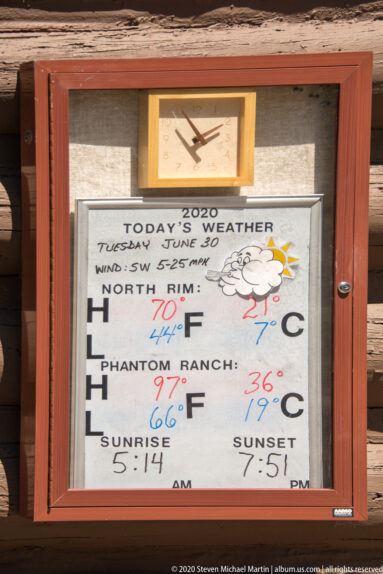 2020
TODAY'S WEATHER
TUESDAY JUNE 30
WIND: SW 5-25 MPH
NORTH RIM:
H 70° F 21° C
L 44° 7°
PHANTOM RANCH:
H 97° F 36° C
L 66° 19°
SUNRISE SUNSET
5:14 7:51
AM PM
© 2020 Steven Michael Martin | album.us.com | all rights reserved